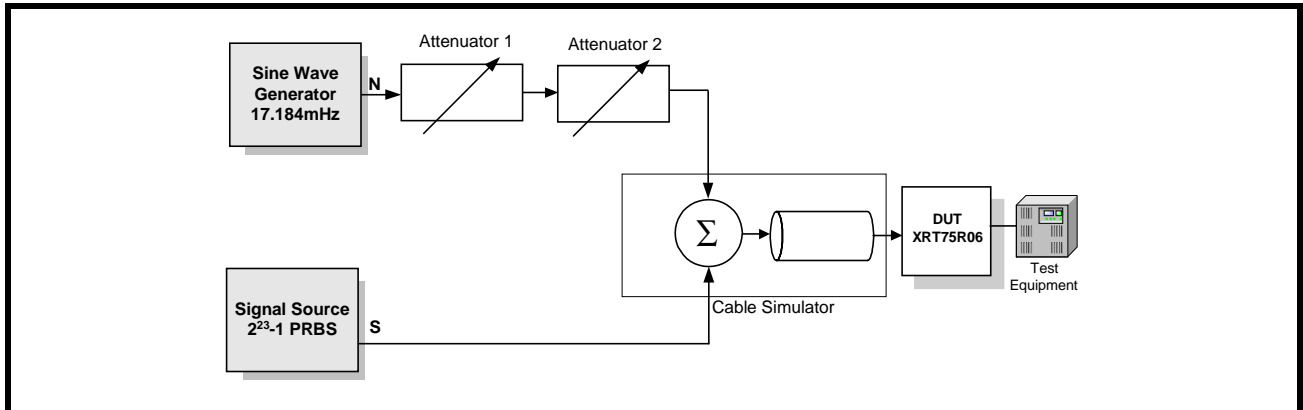 Attenuator 1
Attenuator 2
Sine Wave
Generator
17.184mHz
N
Σ
DUT
XRT75R06
Test
Equipment
Cable Simulator
Signal Source
2²³-1 PRBS
S